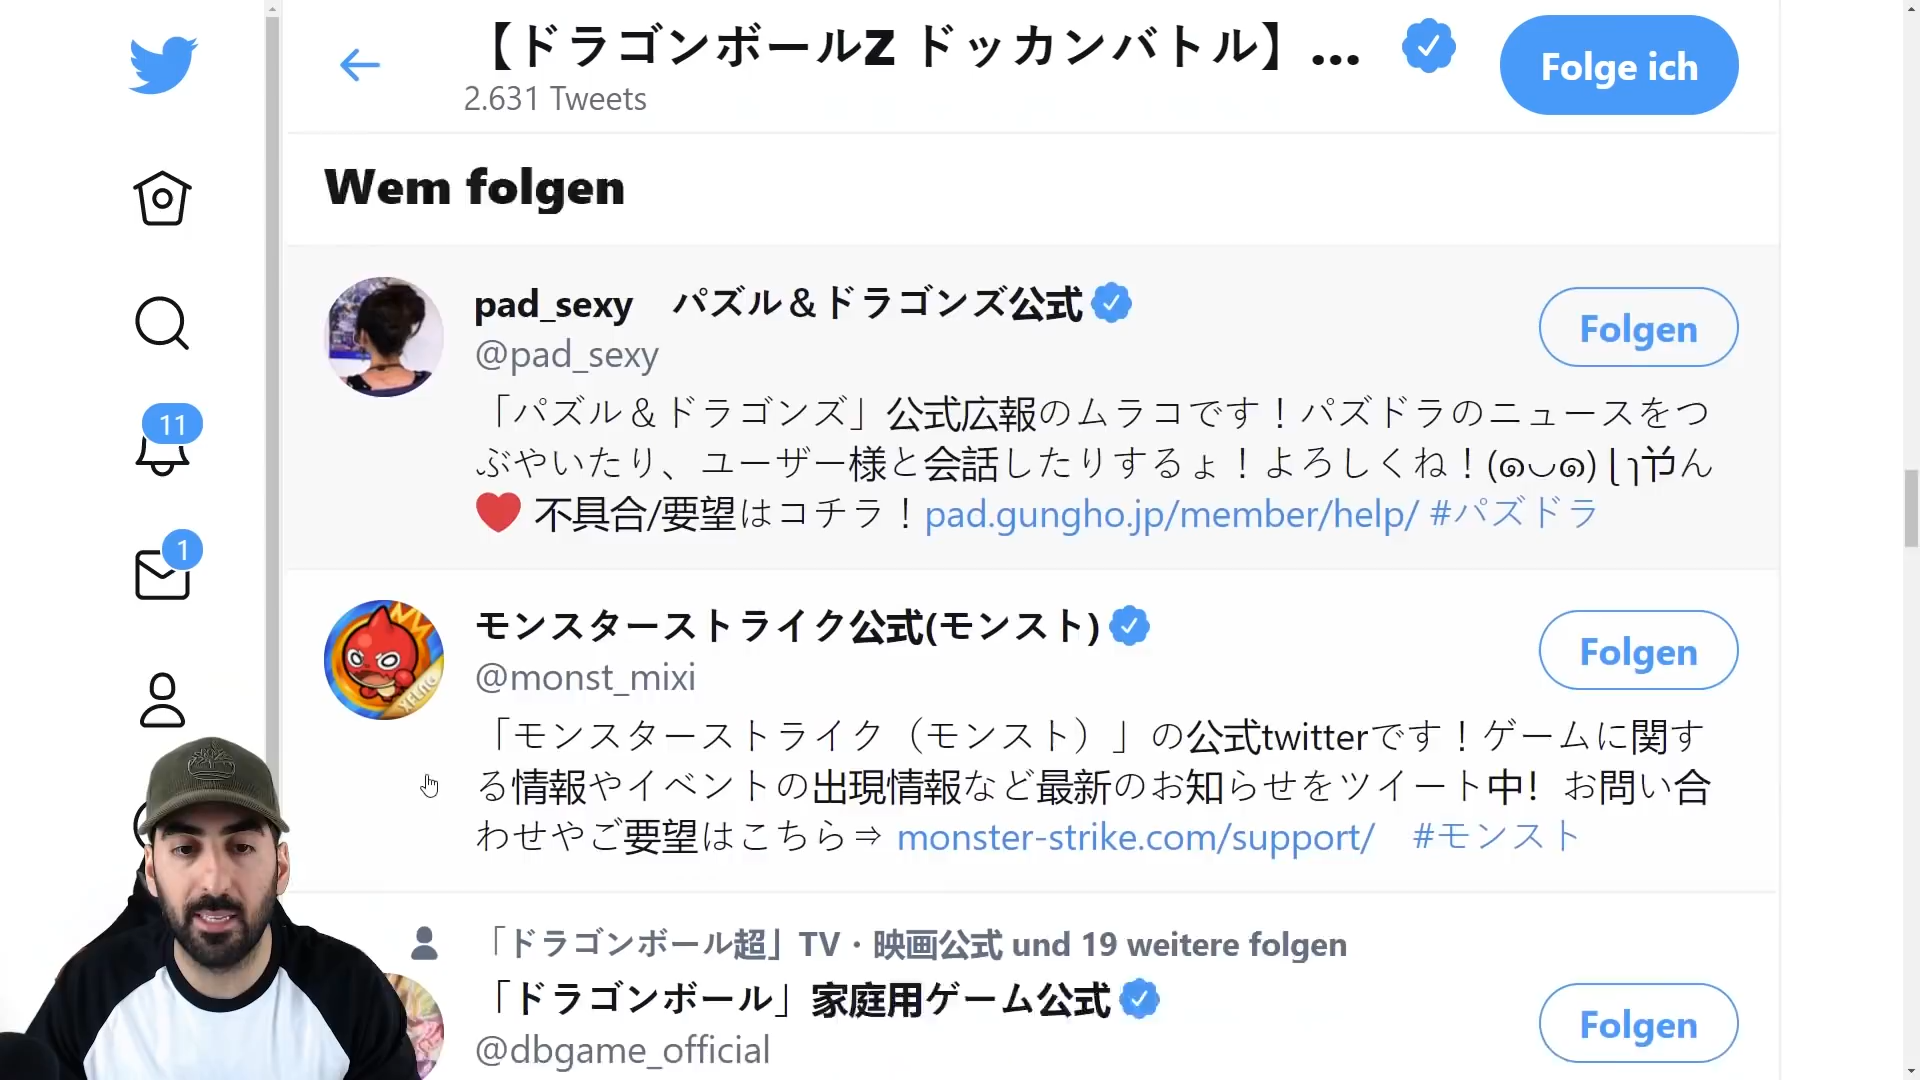 【ドラゴンボールZ ドッカンバトル】...
2.631 Tweets
Folge ich
Wem folgen
pad_sexy　パズル＆ドラゴンズ公式
@pad_sexy
Folgen
「パズル＆ドラゴンズ」公式広報のムラコです！パズドラのニュースをつ
ぶやいたり、ユーザー様と会話したりするょ！よろしくね！(๑◡๑)
❤ 不具合/要望はコチラ！pad.gungho.jp/member/help/ #パズドラ
11
1
モンスターストライク公式(モンスト)
@monst_mixi
Folgen
「モンスターストライク（モンスト）」の公式twitterです！ゲームに関す
る情報やイベントの出現情報など最新のお知らせをツイート中！お問い合
わせやご要望はこちら⇒ monster-strike.com/support/　#モンスト
XFLAG
「ドラゴンボール超」TV・映画公式 und 19 weitere folgen
「ドラゴンボール」家庭用ゲーム公式
@dbgame_official
Folgen